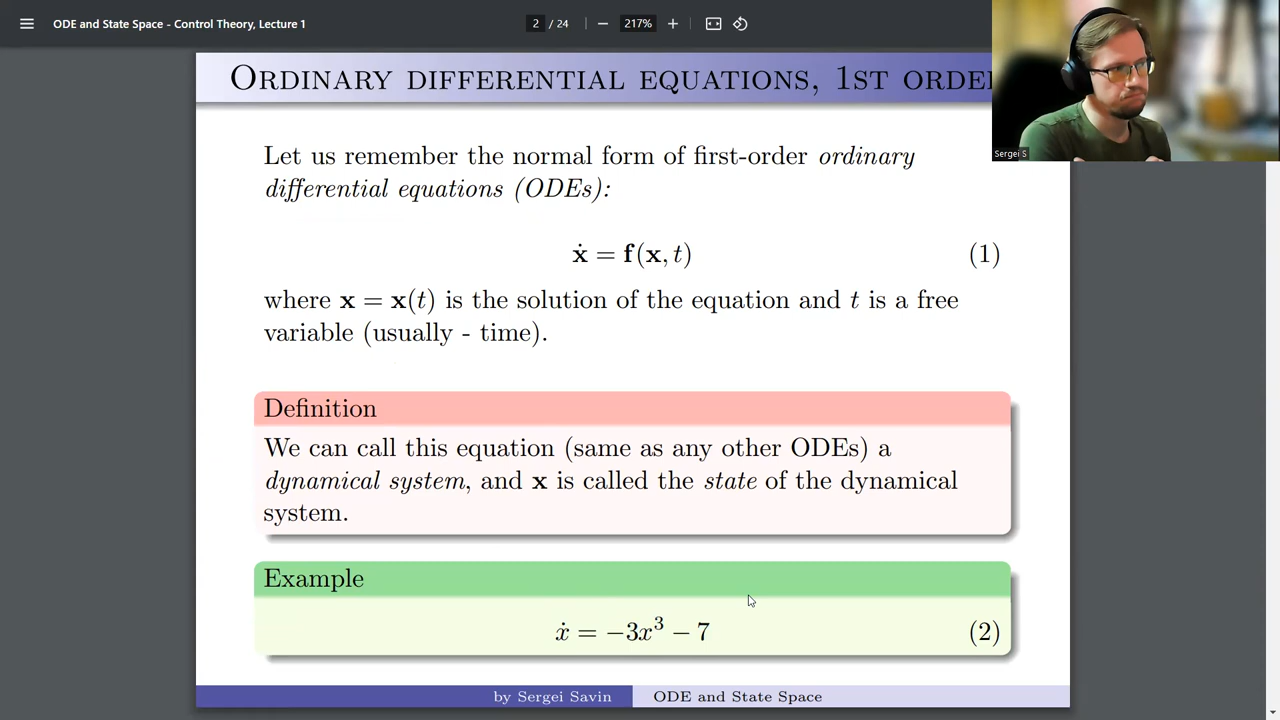 ODE and State Space - Control Theory, Lecture 1
2 / 24
217%
ORDINARY DIFFERENTIAL EQUATIONS, 1ST ORDE
Sergei S
Let us remember the normal form of first-order ordinary
differential equations (ODEs):
ẋ = f(x, t) (1)
where x = x(t) is the solution of the equation and t is a free
variable (usually - time).
Definition
We can call this equation (same as any other ODEs) a
dynamical system, and x is called the state of the dynamical
system.
Example
ẋ = −3x³ − 7 (2)
by Sergei Savin
ODE and State Space